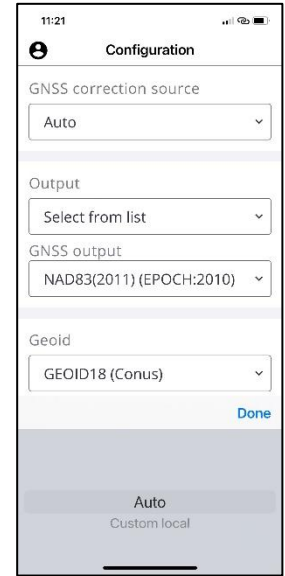 11:21
Configuration
GNSS correction source
Auto
Output
Select from list
GNSS output
NAD83(2011) (EPOCH:2010)
Geoid
GEOID18 (Conus)
Done
Auto
Custom local